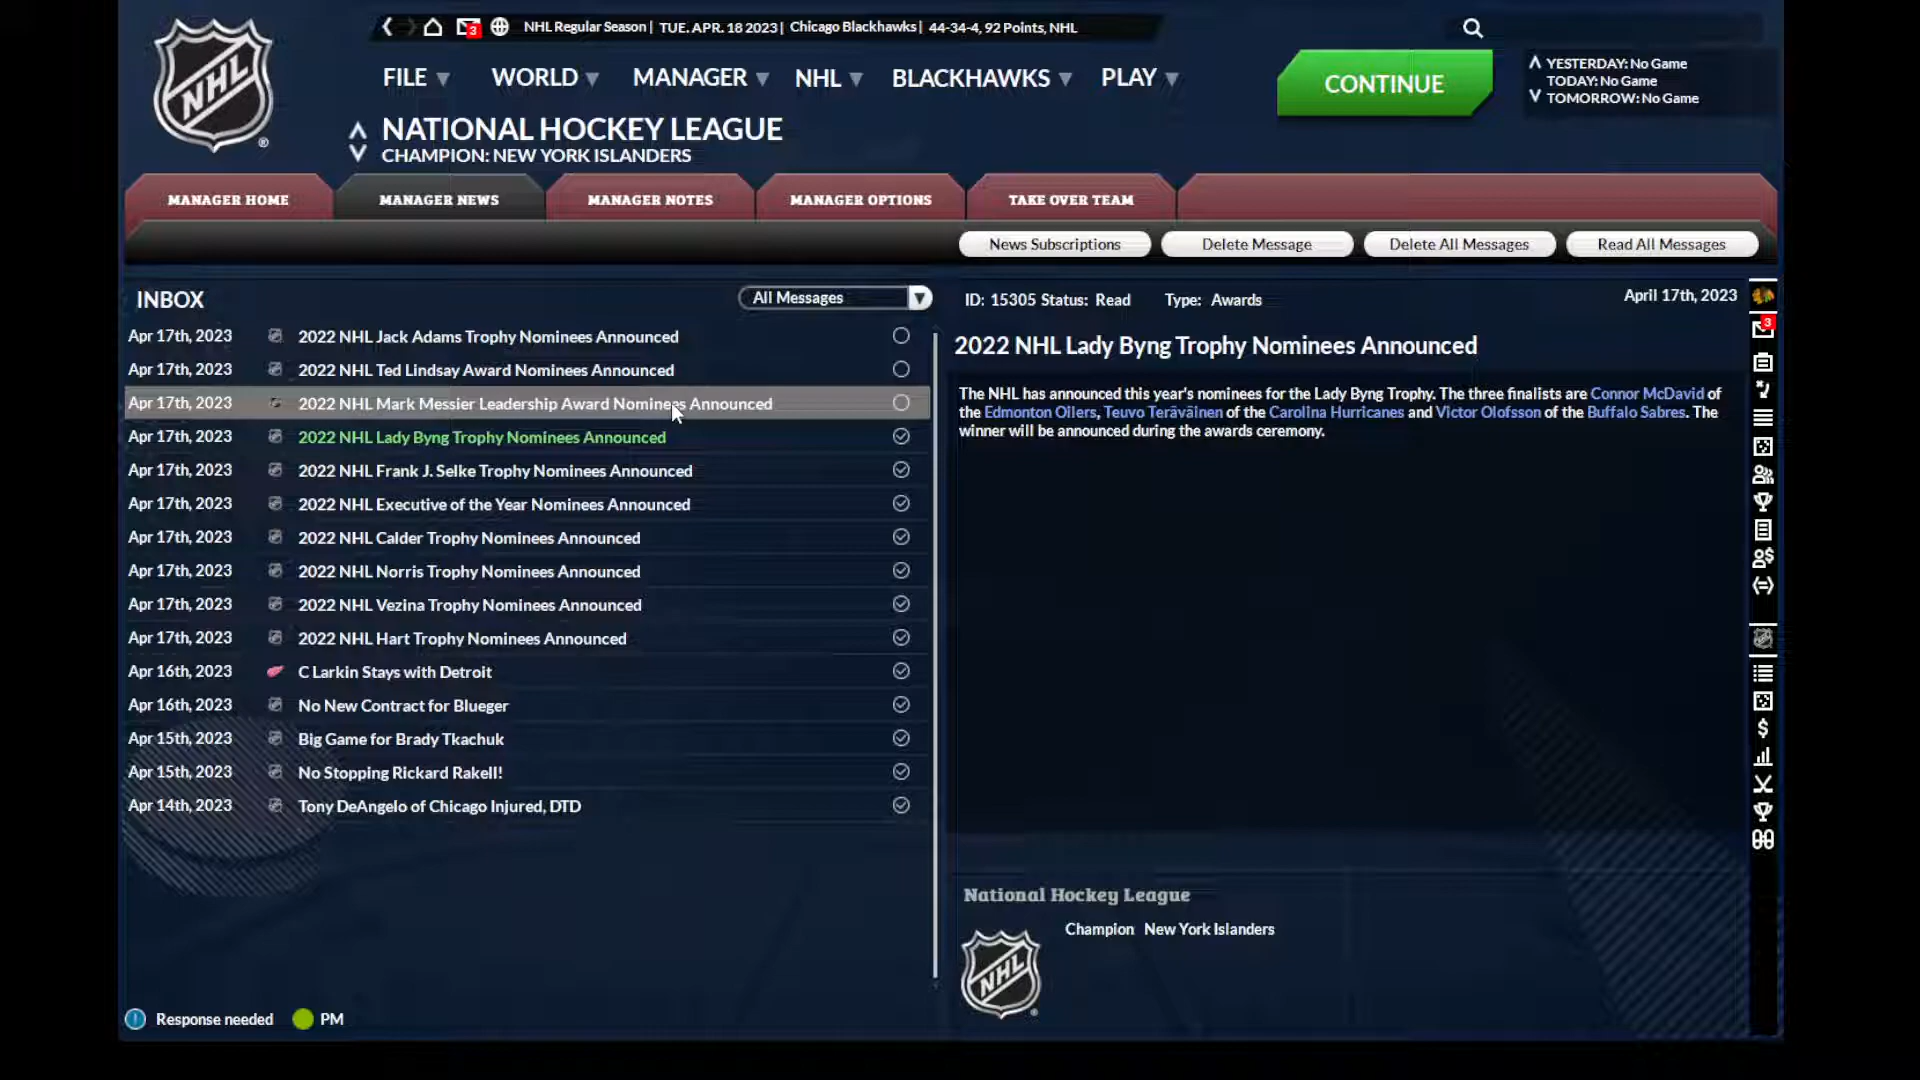 NHL Regular Season | TUE. APR. 18 2023 | Chicago Blackhawks | 44-34-4, 92 Points, NHL
3
FILE WORLD MANAGER NHL BLACKHAWKS PLAY
CONTINUE
YESTERDAY: No Game
TODAY: No Game
TOMORROW: No Game
NHL
NATIONAL HOCKEY LEAGUE
CHAMPION: NEW YORK ISLANDERS
MANAGER HOME MANAGER NEWS MANAGER NOTES MANAGER OPTIONS TAKE OVER TEAM
News Subscriptions Delete Message Delete All Messages Read All Messages
INBOX All Messages
Apr 17th, 2023 2022 NHL Jack Adams Trophy Nominees Announced
Apr 17th, 2023 2022 NHL Ted Lindsay Award Nominees Announced
Apr 17th, 2023 2022 NHL Mark Messier Leadership Award Nominees Announced
Apr 17th, 2023 2022 NHL Lady Byng Trophy Nominees Announced
Apr 17th, 2023 2022 NHL Frank J. Selke Trophy Nominees Announced
Apr 17th, 2023 2022 NHL Executive of the Year Nominees Announced
Apr 17th, 2023 2022 NHL Calder Trophy Nominees Announced
Apr 17th, 2023 2022 NHL Norris Trophy Nominees Announced
Apr 17th, 2023 2022 NHL Vezina Trophy Nominees Announced
Apr 17th, 2023 2022 NHL Hart Trophy Nominees Announced
Apr 16th, 2023 C Larkin Stays with Detroit
Apr 16th, 2023 No New Contract for Blueger
Apr 15th, 2023 Big Game for Brady Tkachuk
Apr 15th, 2023 No Stopping Rickard Rakell!
Apr 14th, 2023 Tony DeAngelo of Chicago Injured, DTD
Response needed PM
ID: 15305 Status: Read Type: Awards April 17th, 2023
3
2022 NHL Lady Byng Trophy Nominees Announced
The NHL has announced this year's nominees for the Lady Byng Trophy. The three finalists are Connor McDavid of
the Edmonton Oilers, Teuvo Teräväinen of the Carolina Hurricanes and Victor Olofsson of the Buffalo Sabres. The
winner will be announced during the awards ceremony.
National Hockey League
Champion New York Islanders
NHL